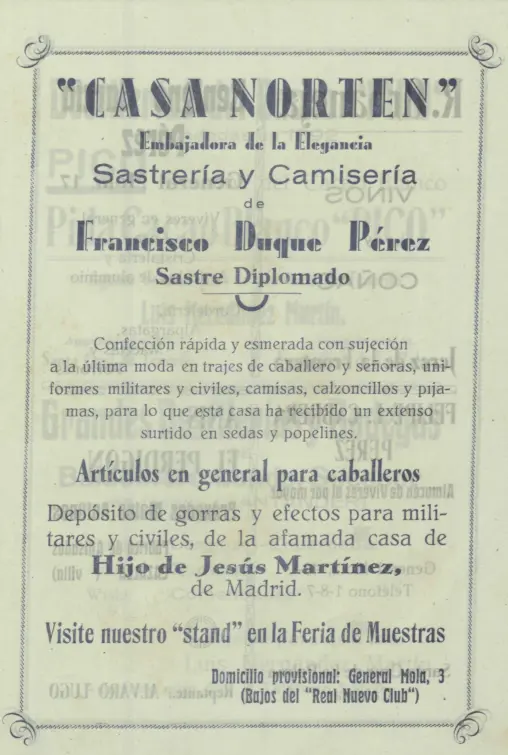 "CASA NORTEN"
Embajadora de la Elegancia
Sastrería y Camisería
de
Francisco Duque Pérez
Sastre Diplomado
Confección rápida y esmerada con sujeción
a la última moda en trajes de caballero y señoras, uni-
formes militares y civiles, camisas, calzoncillos y pija-
mas, para lo que esta casa ha recibido un extenso
surtido en sedas y popelines.
Artículos en general para caballeros
Depósito de gorras y efectos para mili-
tares y civiles, de la afamada casa de
Hijo de Jesús Martínez,
de Madrid.
Visite nuestro "stand" en la Feria de Muestras
Domicilio provisional: General Mola, 3
(Bajos del "Real Nuevo Club")